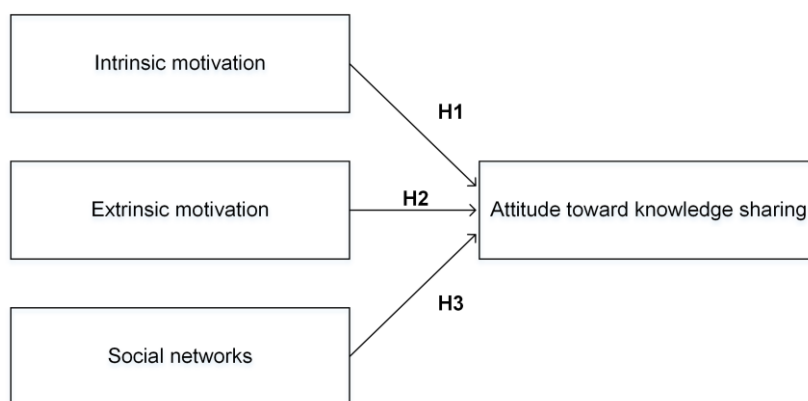 Intrinsic motivation
H1
Extrinsic motivation
H2
Attitude toward knowledge sharing
H3
Social networks